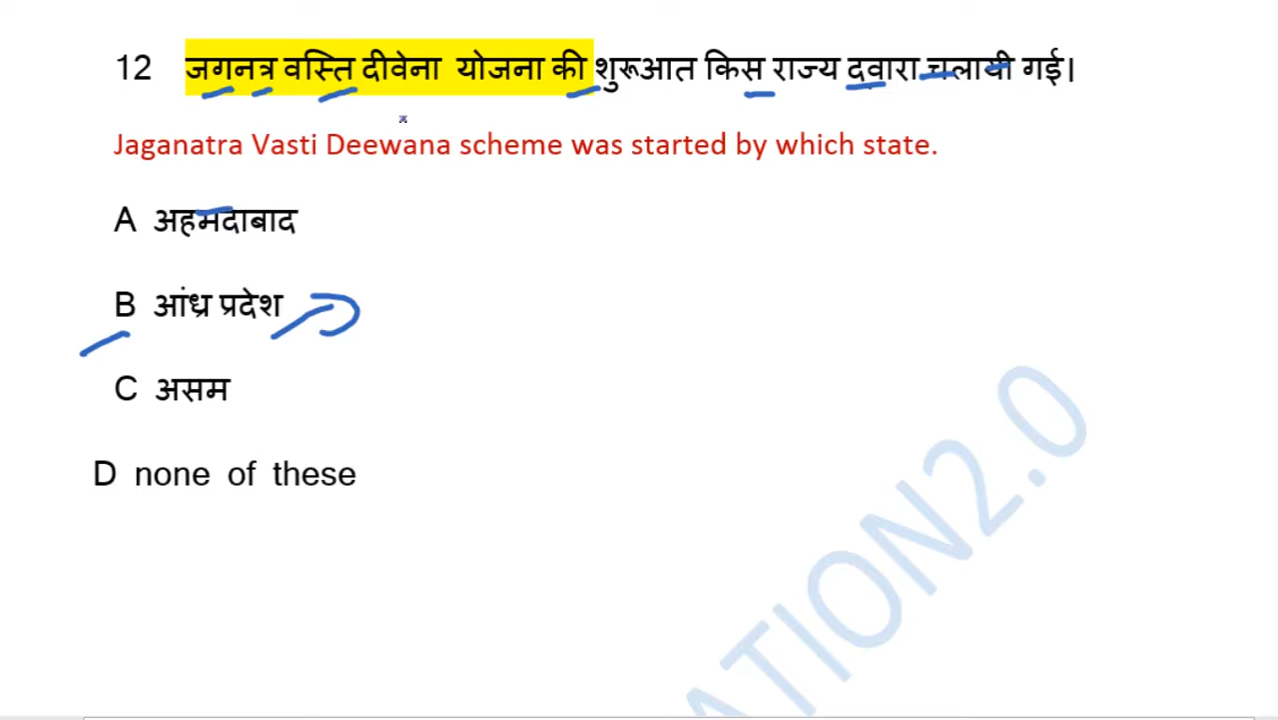 12 जगनत्र वस्ति दीवेना योजना की शुरूआत किस राज्य दवारा चलायी गई।
Jaganatra Vasti Deewana scheme was started by which state.
A अहमदाबाद
B आंध्र प्रदेश
C असम
D none of these
ATION2.0